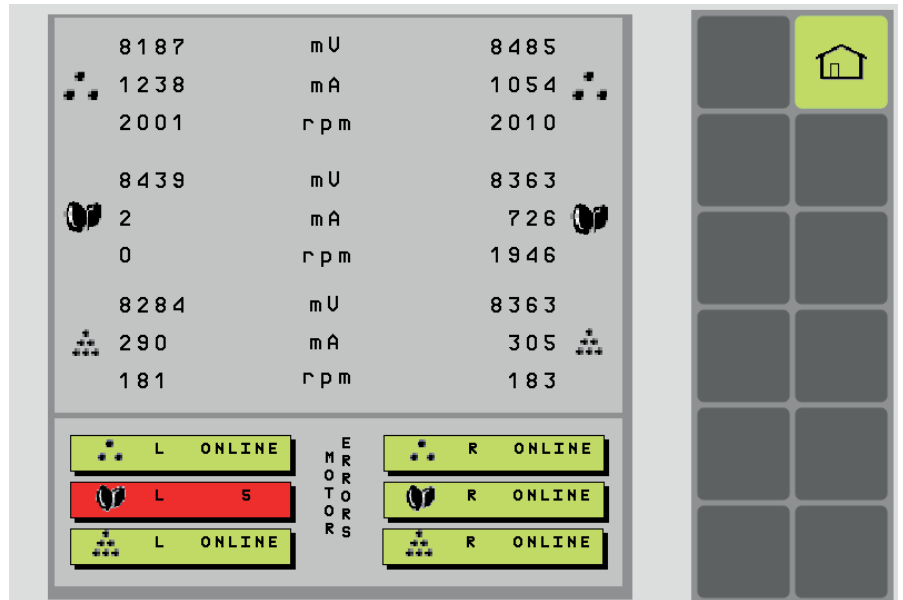 8187 mV 8485
1238 mA 1054
2001 rpm 2010
8439 mV 8363
2 mA 726
0 rpm 1946
8284 mV 8363
290 mA 305
181 rpm 183
L ONLINE
L 5
L ONLINE
MOTOR
ERRORS
R ONLINE
R ONLINE
R ONLINE